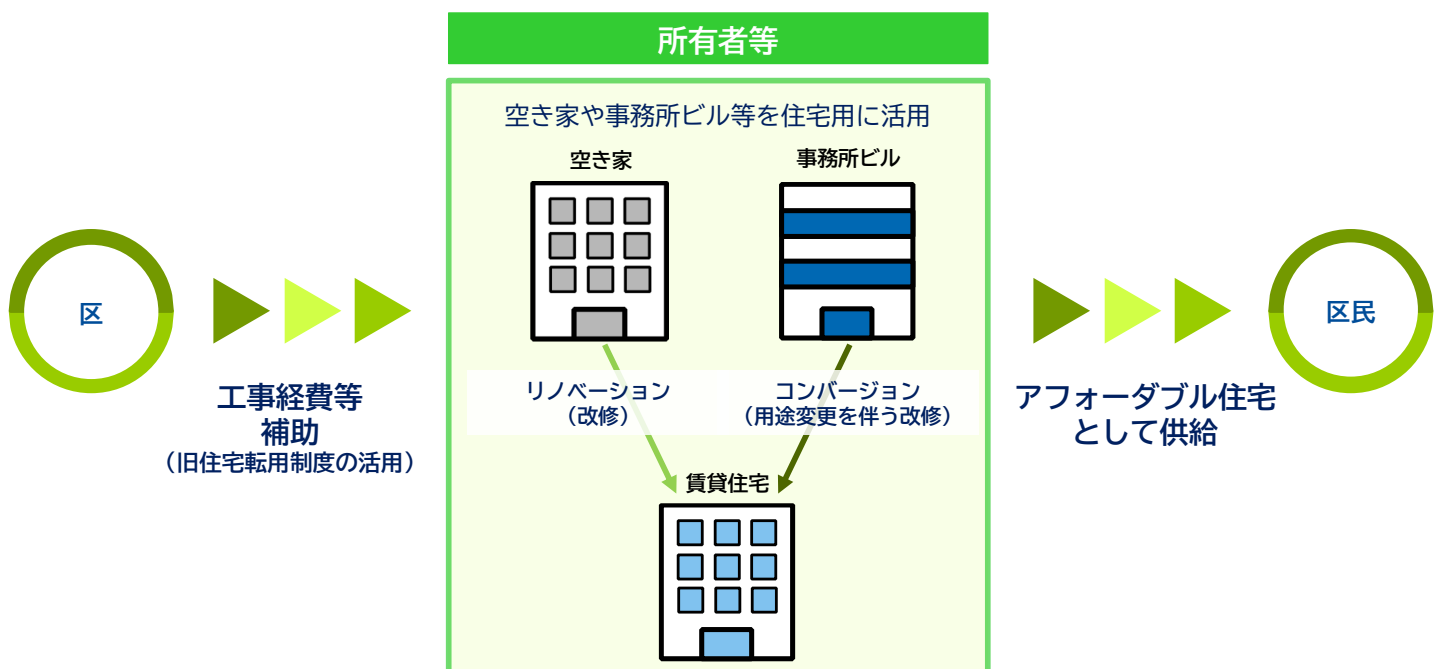 所有者等
空き家や事務所ビル等を住宅用に活用
空き家
事務所ビル
区
区民
リノベーション
（改修）
コンバージョン
（用途変更を伴う改修）
工事経費等
補助
（旧住宅転用制度の活用）
アフォーダブル住宅
として供給
賃貸住宅